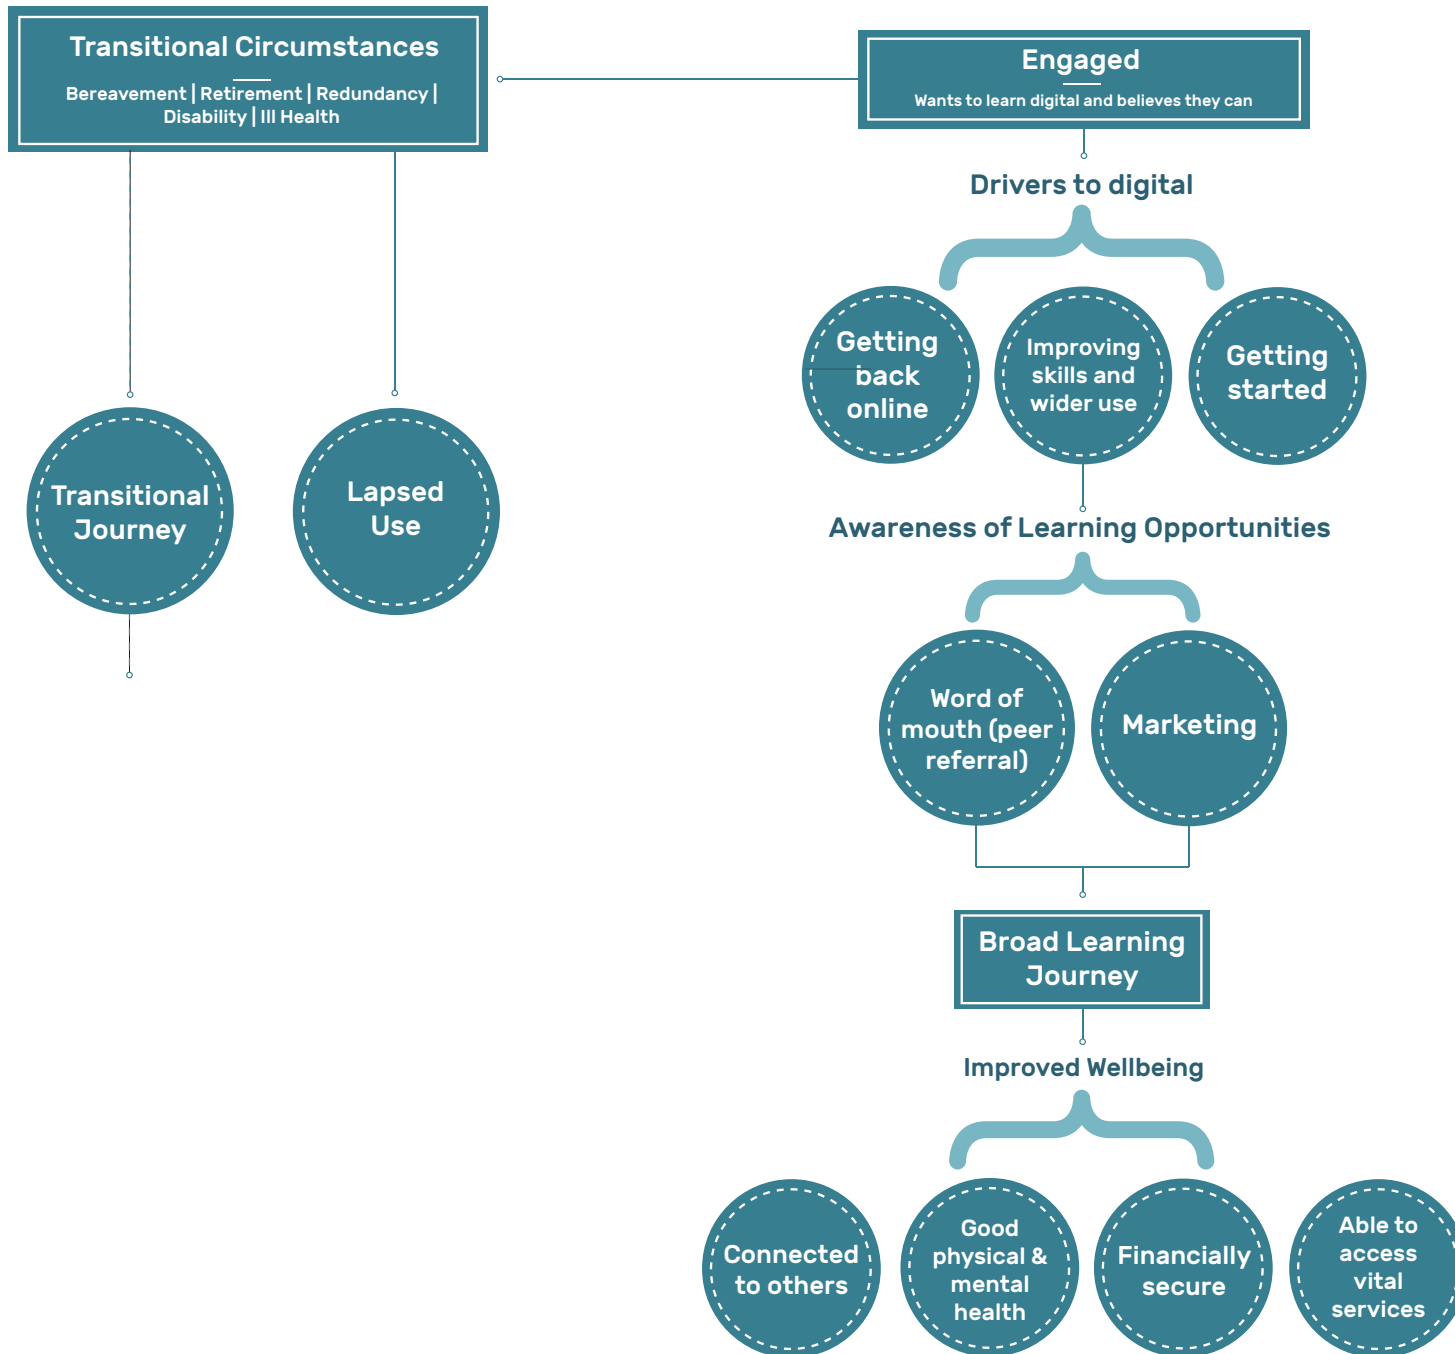 Transitional Circumstances
Bereavement | Retirement | Redundancy |
Disability | Ill Health
Engaged
Wants to learn digital and believes they can
Drivers to digital
Getting
back
online
Improving
skills and
wider use
Getting
started
Transitional
Journey
Lapsed
Use
Awareness of Learning Opportunities
Word of
mouth (peer
referral)
Marketing
Broad Learning
Journey
Improved Wellbeing
Connected
to others
Good
physical &
mental
health
Financially
secure
Able to
access
vital
services